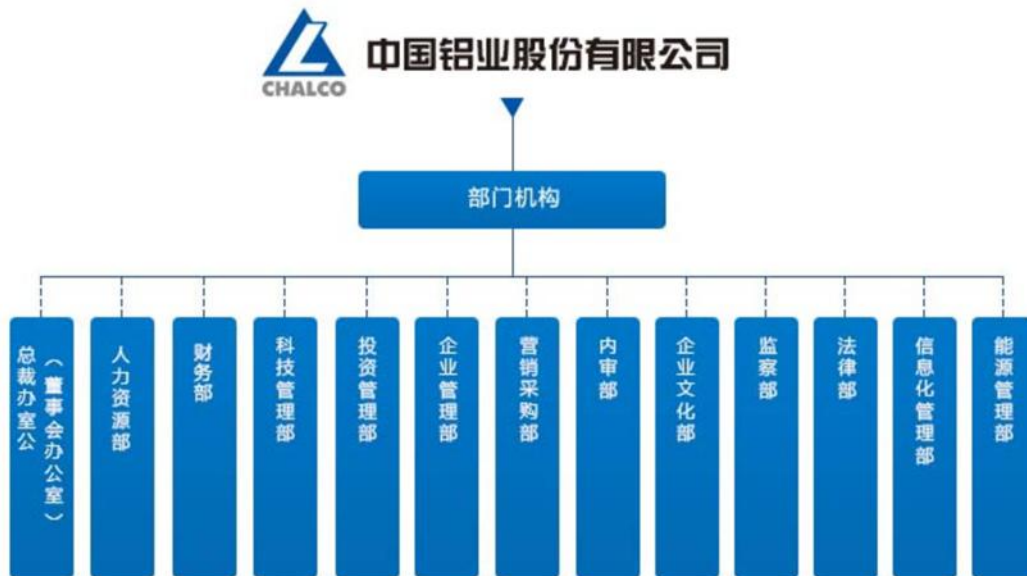 中国铝业股份有限公司
CHALCO
部门机构
总裁办室公
（董事会办公室）
人力资源部
财务部
科技管理部
投资管理部
企业管理部
营销采购部
内审部
企业文化部
监察部
法律部
信息化管理部
能源管理部